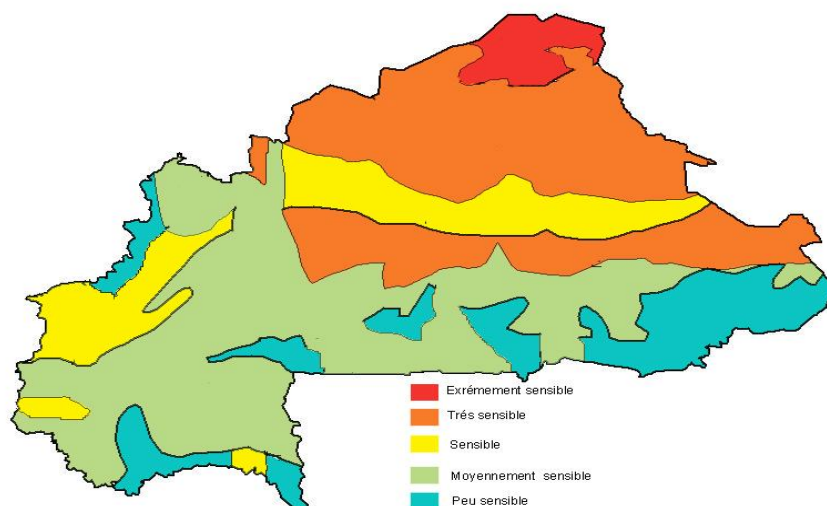 Exrémement sensible
Trés sensible
Sensible
Moyennement sensible
Peu sensible